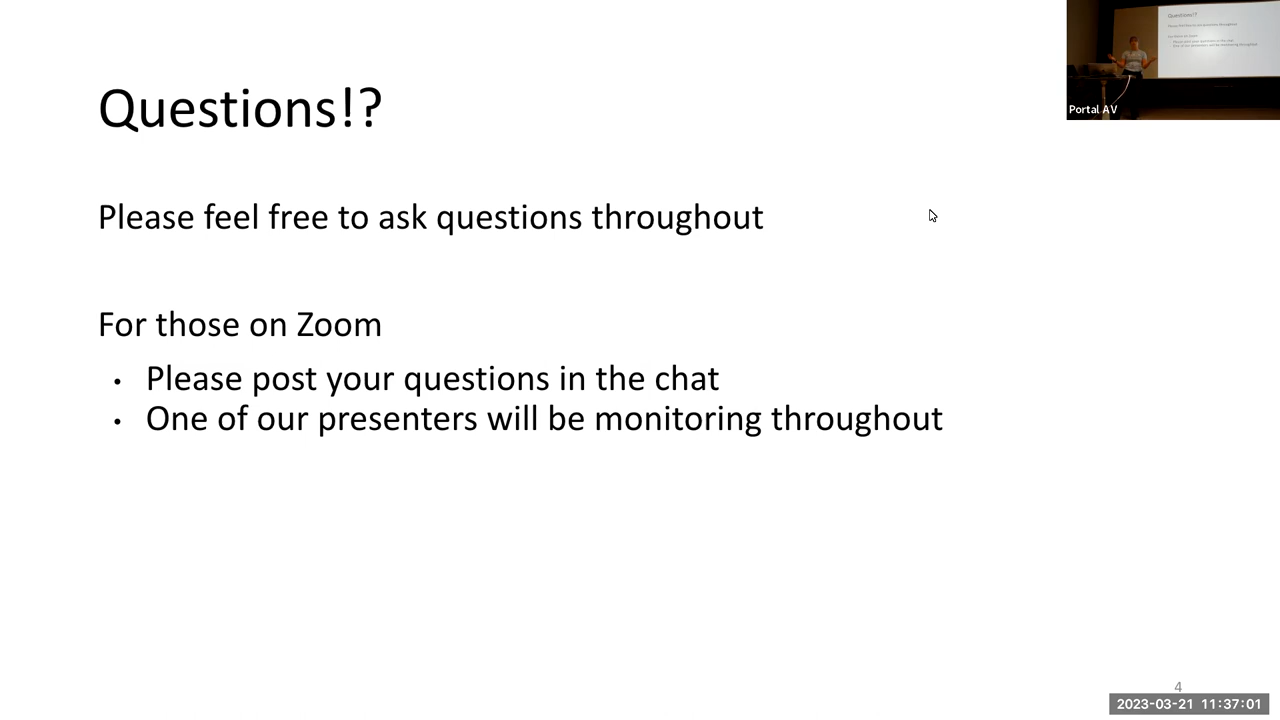 Questions!?
Portal AV
Please feel free to ask questions throughout
For those on Zoom
• Please post your questions in the chat
• One of our presenters will be monitoring throughout
4
2023-03-21 11:37:01